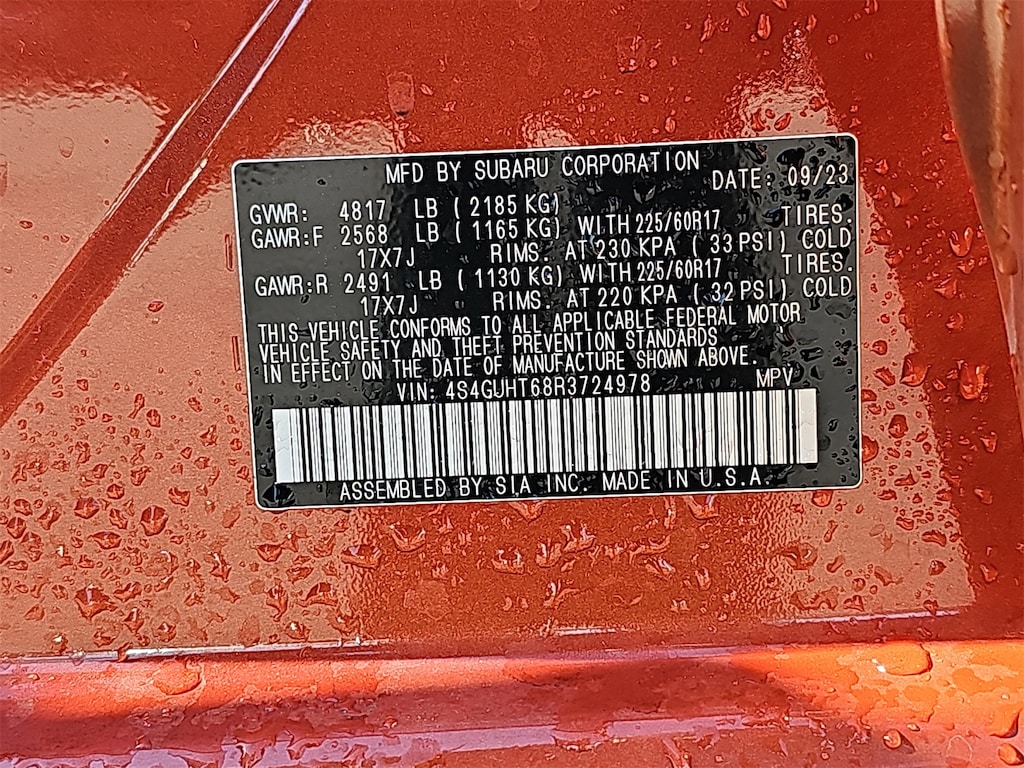 MFD BY SUBARU CORPORATION DATE: 09/23
GVWR: 4817 LB ( 2185 KG)
GAWR:F 2568 LB ( 1165 KG) WITH 225/60R17 TIRES.
17X7J RIMS. AT 230 KPA ( 33 PSI) COLD
GAWR:R 2491 LB ( 1130 KG) WITH 225/60R17 TIRES.
17X7J RIMS. AT 220 KPA ( 32 PSI) COLD
THIS VEHICLE CONFORMS TO ALL APPLICABLE FEDERAL MOTOR
VEHICLE SAFETY AND THEFT PREVENTION STANDARDS
IN EFFECT ON THE DATE OF MANUFACTURE SHOWN ABOVE.
VIN: 4S4GUHT68R3724978 MPV
ASSEMBLED BY SIA INC. MADE IN U.S.A.